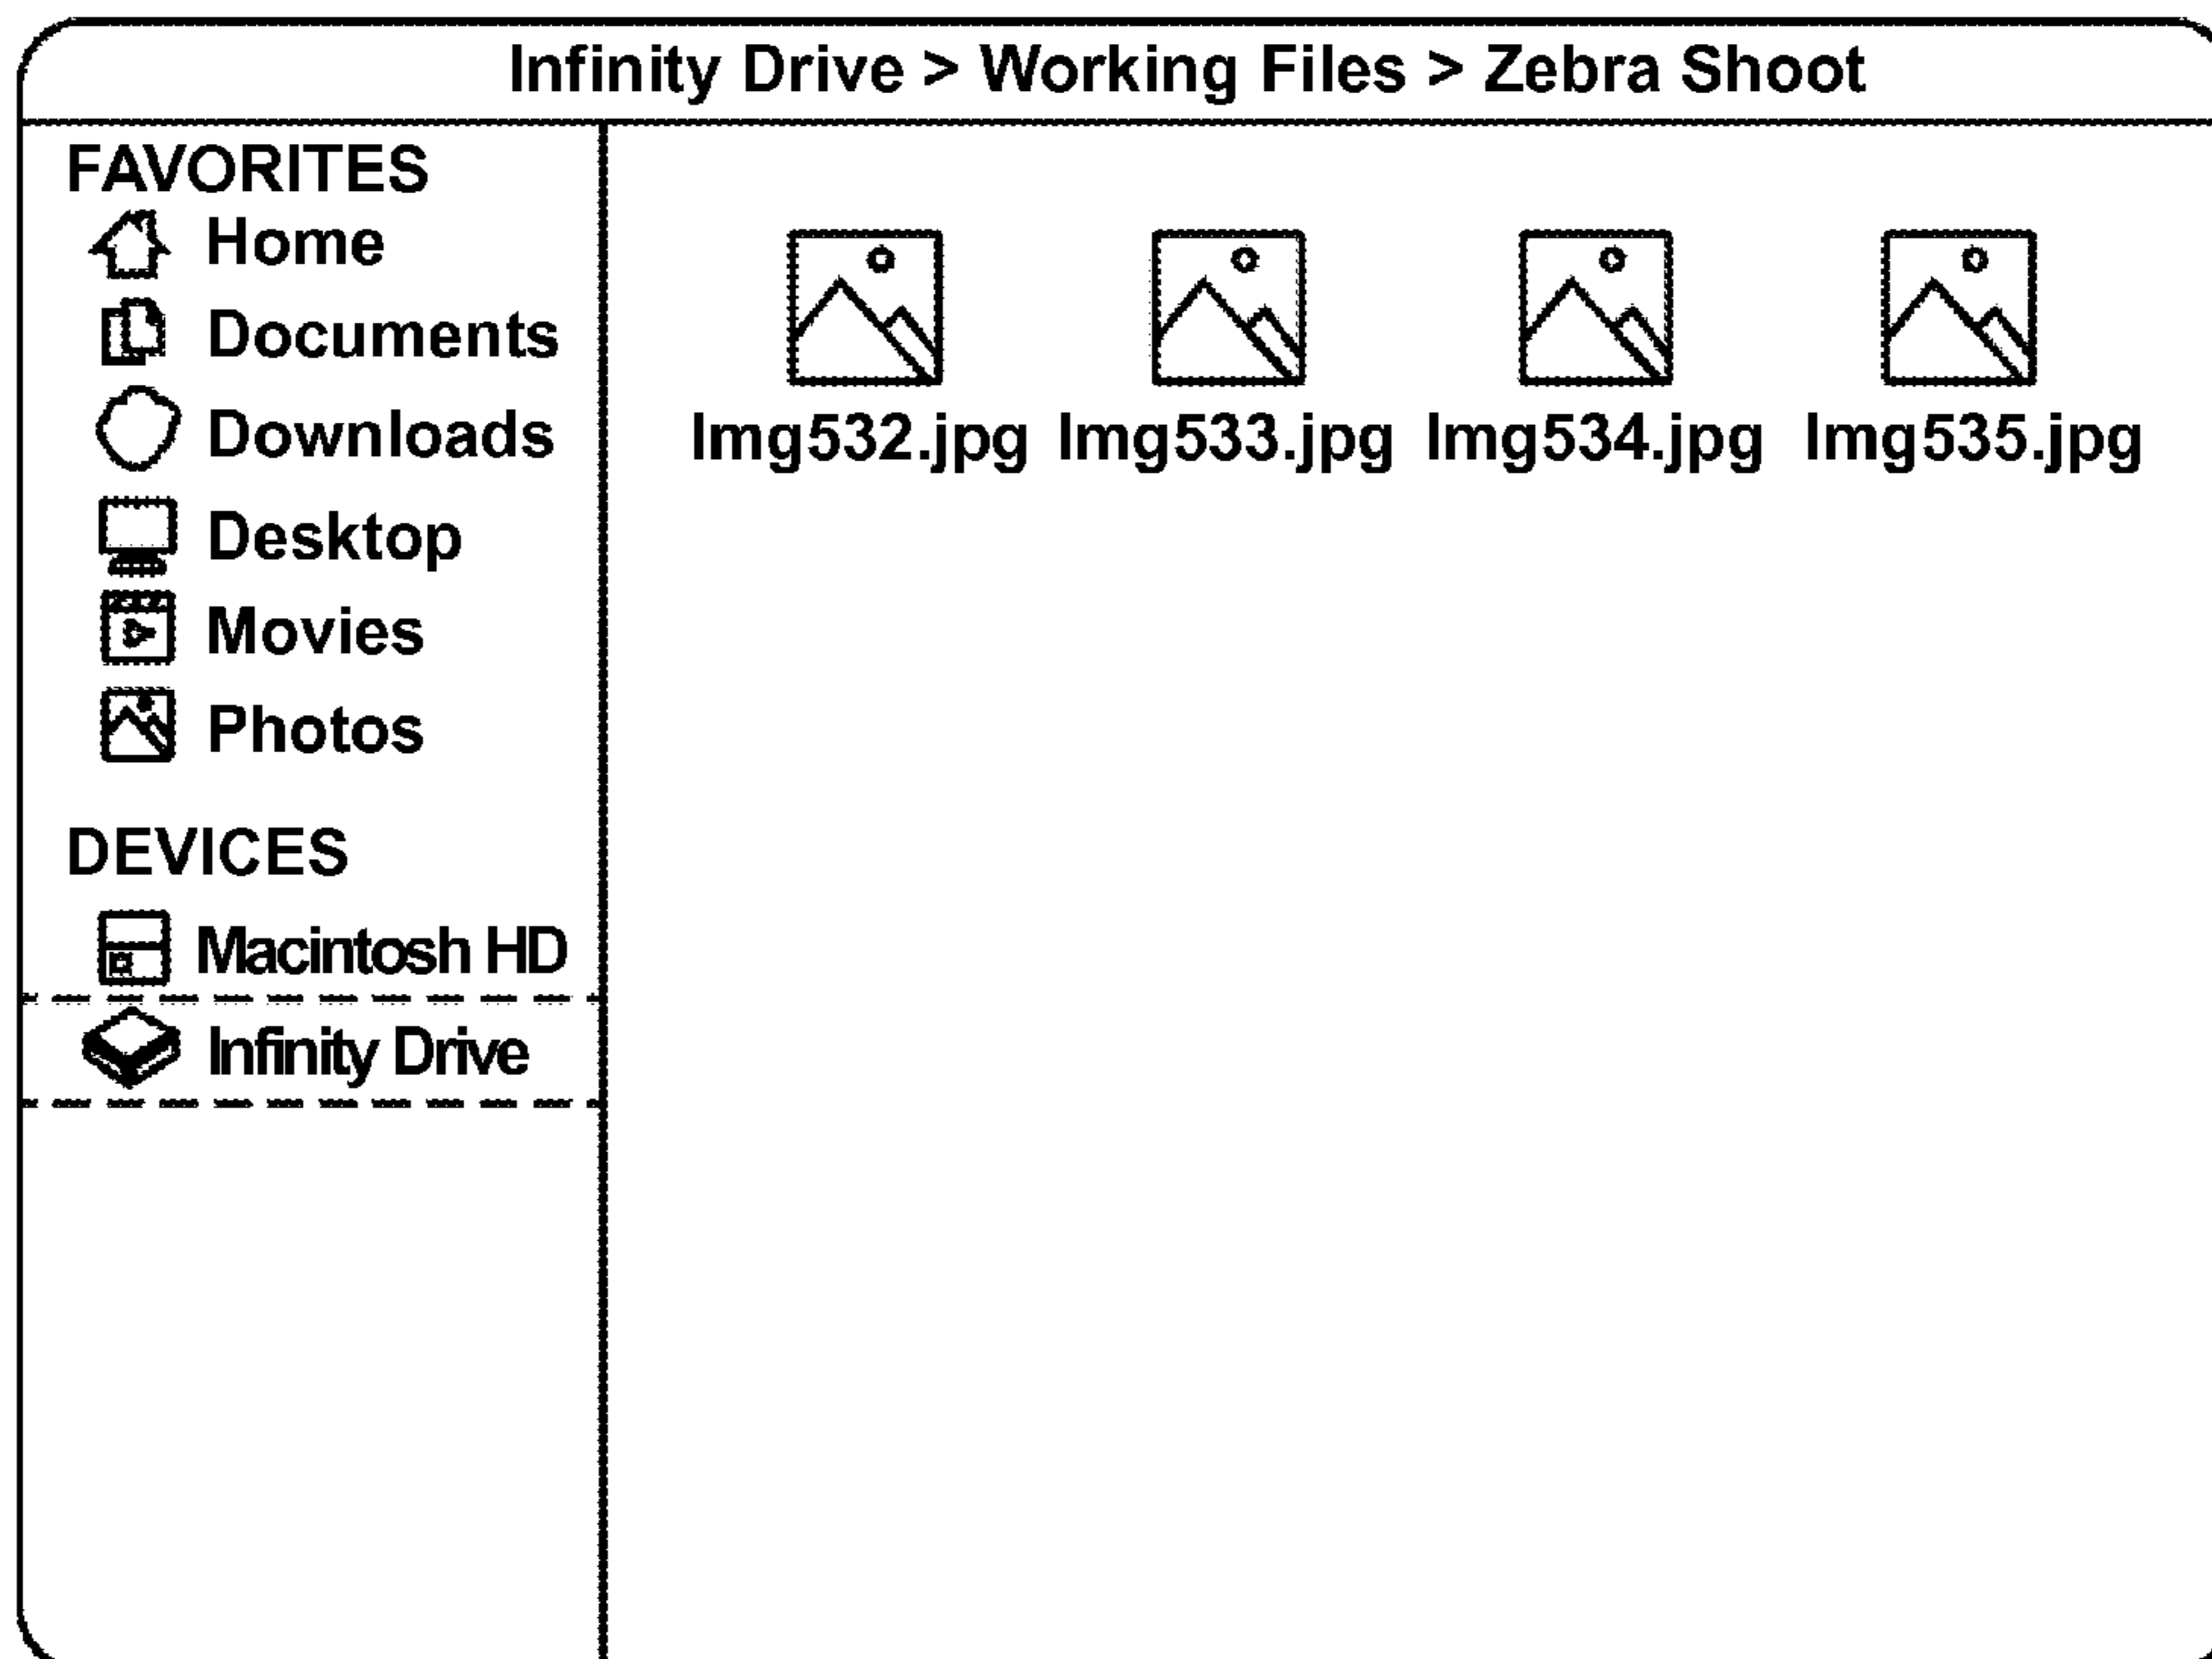 Infinity Drive > Working Files > Zebra Shoot
FAVORITES
Home
Documents
Downloads
Desktop
Movies
Photos
DEVICES
Macintosh HD
Infinity Drive
Img532.jpg Img533.jpg Img534.jpg Img535.jpg